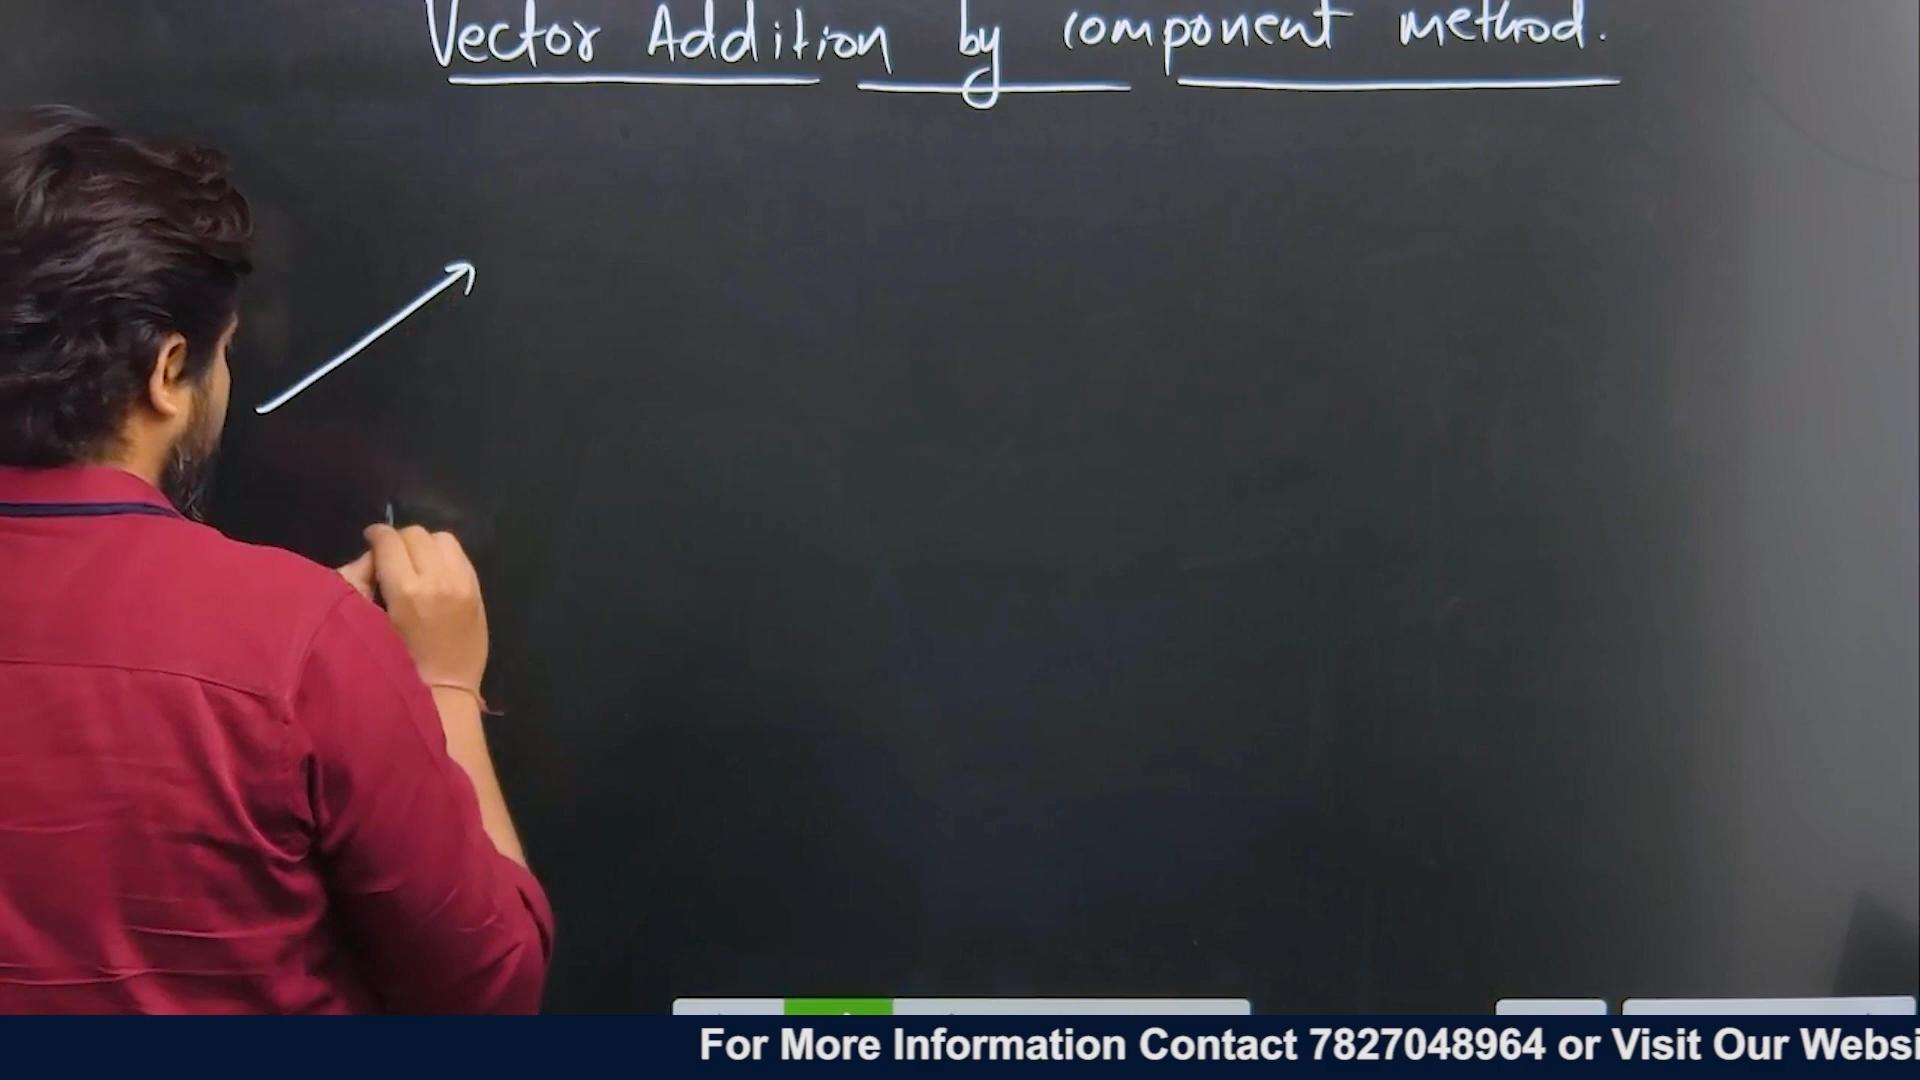 Vector Addition by component method.
For More Information Contact 7827048964 or Visit Our Websi